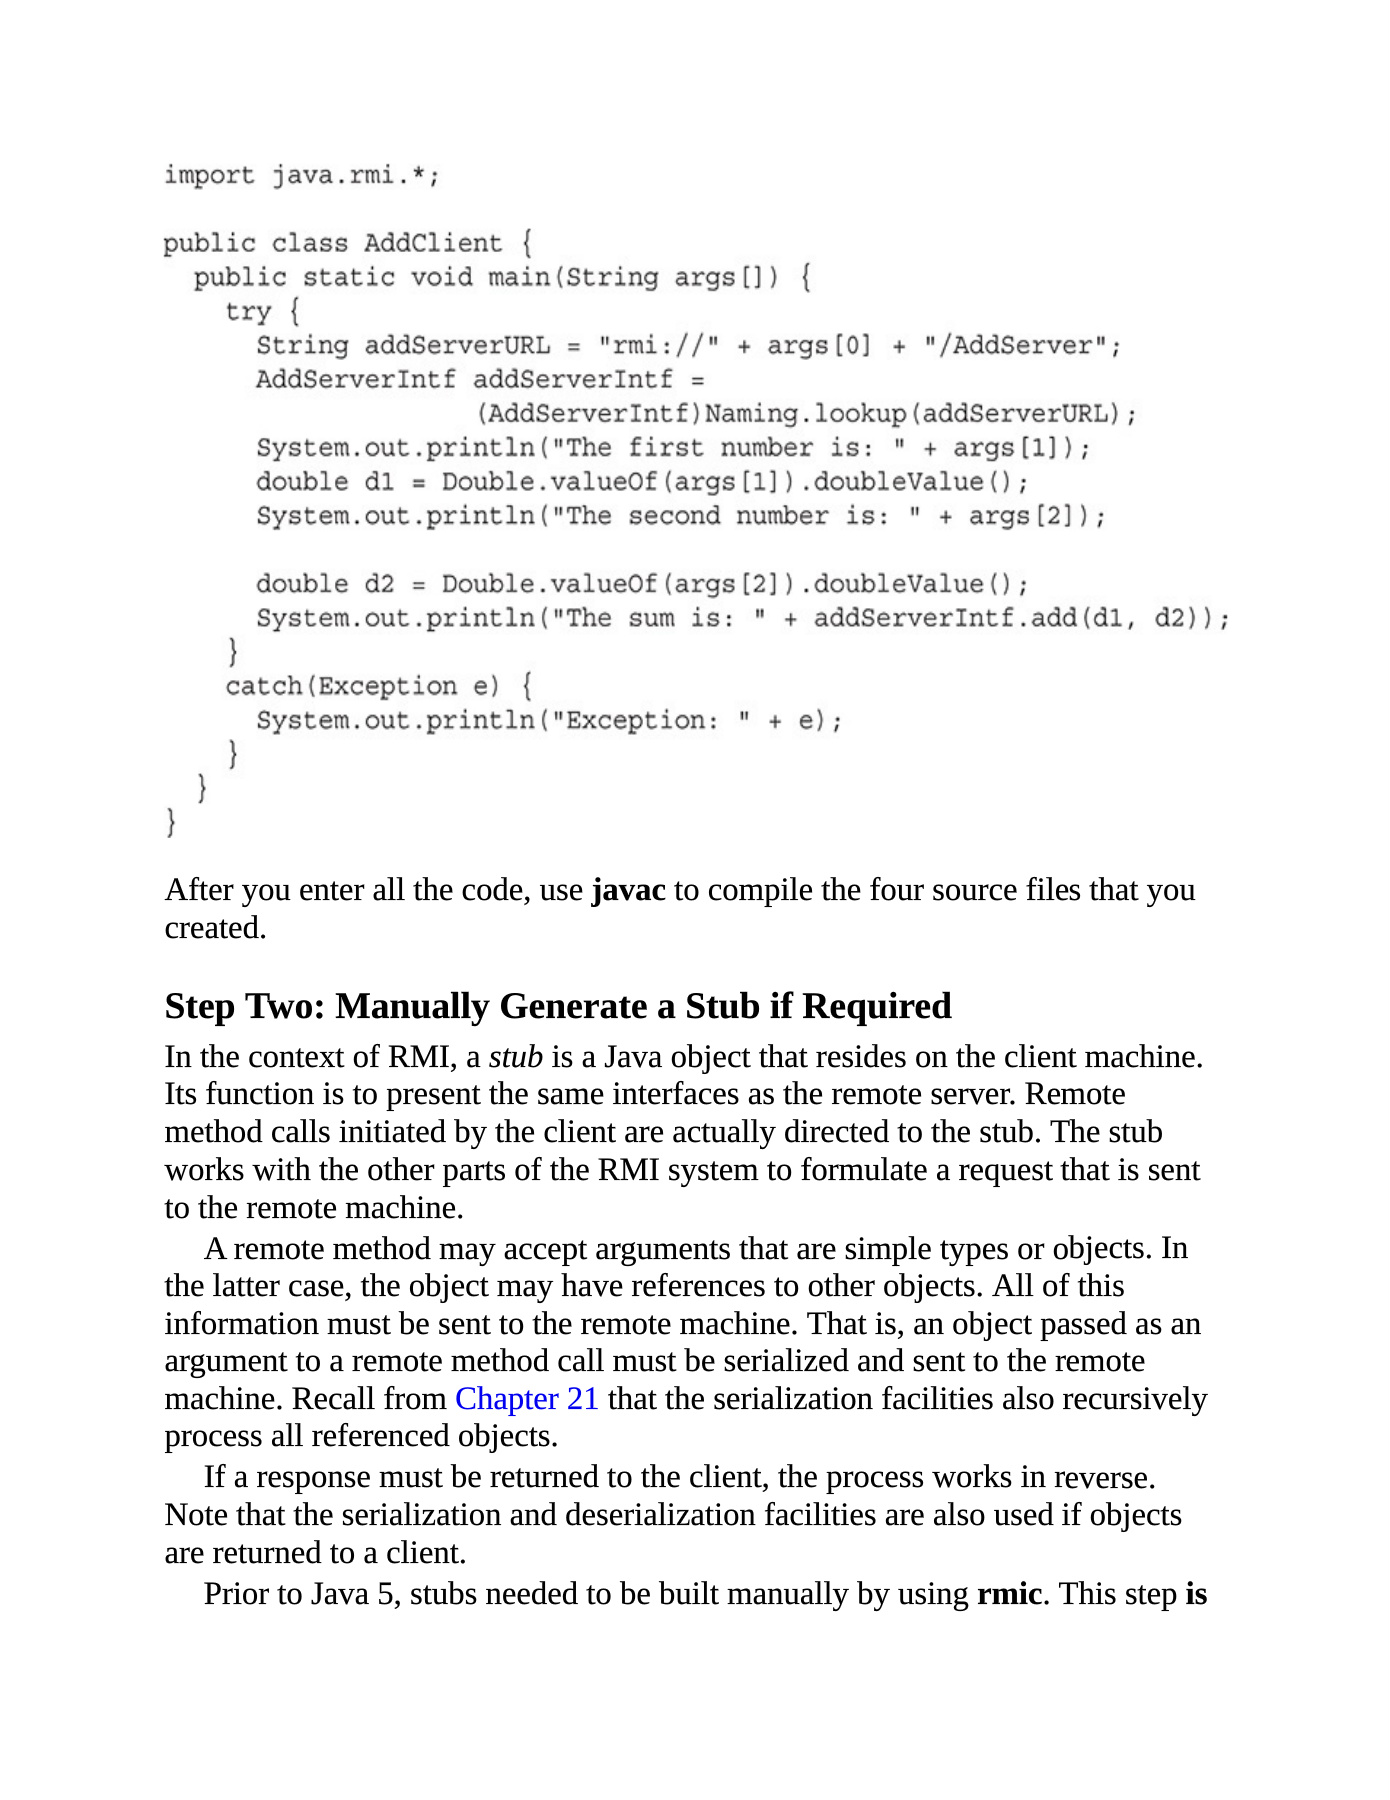 import java.rmi.*;

public class AddClient {
  public static void main(String args[]) {
    try {
      String addServerURL = "rmi://" + args[0] + "/AddServer";
      AddServerIntf addServerIntf =
                    (AddServerIntf)Naming.lookup(addServerURL);
      System.out.println("The first number is: " + args[1]);
      double d1 = Double.valueOf(args[1]).doubleValue();
      System.out.println("The second number is: " + args[2]);

      double d2 = Double.valueOf(args[2]).doubleValue();
      System.out.println("The sum is: " + addServerIntf.add(d1, d2));
    }
    catch(Exception e) {
      System.out.println("Exception: " + e);
    }
  }
}
After you enter all the code, use javac to compile the four source files that you
created.
Step Two: Manually Generate a Stub if Required
In the context of RMI, a stub is a Java object that resides on the client machine.
Its function is to present the same interfaces as the remote server. Remote
method calls initiated by the client are actually directed to the stub. The stub
works with the other parts of the RMI system to formulate a request that is sent
to the remote machine.
A remote method may accept arguments that are simple types or objects. In
the latter case, the object may have references to other objects. All of this
information must be sent to the remote machine. That is, an object passed as an
argument to a remote method call must be serialized and sent to the remote
machine. Recall from Chapter 21 that the serialization facilities also recursively
process all referenced objects.
If a response must be returned to the client, the process works in reverse.
Note that the serialization and deserialization facilities are also used if objects
are returned to a client.
Prior to Java 5, stubs needed to be built manually by using rmic. This step is